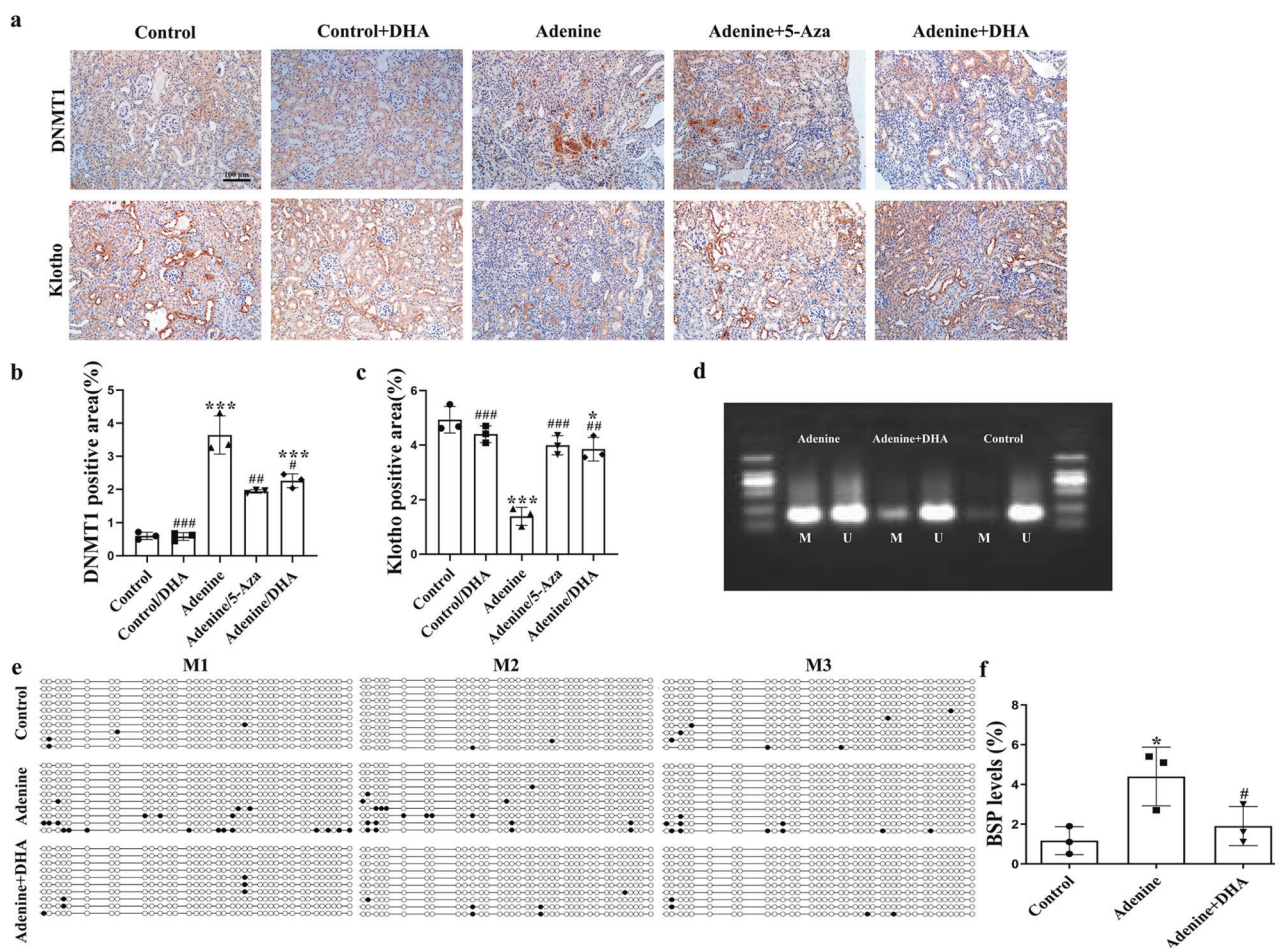 a
Control
Control+DHA
Adenine
Adenine+5-Aza
Adenine+DHA
DNMT1
100 μm
Klotho
b
DNMT1 positive area(%)
5
4
3
2
1
0
***
###
##
***
#
Control
Control/DHA
Adenine
Adenine/5-Aza
Adenine/DHA
c
Klotho positive area(%)
6
4
2
0
###
***
###
*
##
Control
Control/DHA
Adenine
Adenine/5-Aza
Adenine/DHA
d
Adenine
Adenine+DHA
Control
M U M U M U
e
M1
M2
M3
Control
Adenine
Adenine+DHA
f
BSP levels (%)
8
6
4
2
0
*
#
Control
Adenine
Adenine+DHA